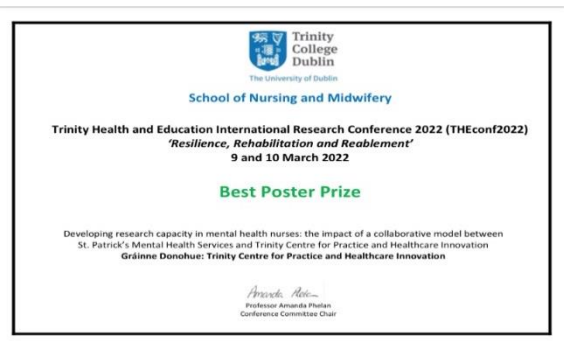 Trinity
College
Dublin
The University of Dublin
School of Nursing and Midwifery
Trinity Health and Education International Research Conference 2022 (THEconf2022)
‘Resilience, Rehabilitation and Reablement’
9 and 10 March 2022
Best Poster Prize
Developing research capacity in mental health nurses: the impact of a collaborative model between
St. Patrick’s Mental Health Services and Trinity Centre for Practice and Healthcare Innovation
Gráinne Donohue: Trinity Centre for Practice and Healthcare Innovation
Amanda Phelan
Professor Amanda Phelan
Conference Committee Chair